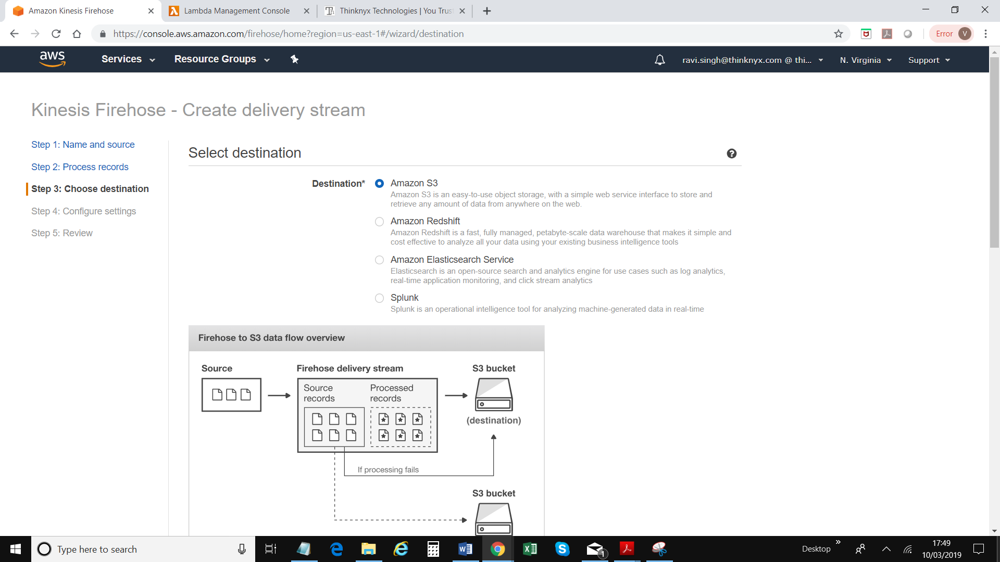 Amazon Kinesis Firehose
Lambda Management Console
Thinknyx Technologies | You Trus
https://console.aws.amazon.com/firehose/home?region=us-east-1#/wizard/destination
Error V
aws
Services
Resource Groups
ravi.singh@thinknyx.com @ thi...
N. Virginia
Support
Kinesis Firehose - Create delivery stream
Step 1: Name and source
Step 2: Process records
Step 3: Choose destination
Step 4: Configure settings
Step 5: Review
Select destination
Destination*
Amazon S3
Amazon S3 is an easy-to-use object storage, with a simple web service interface to store and
retrieve any amount of data from anywhere on the web.
Amazon Redshift
Amazon Redshift is a fast, fully managed, petabyte-scale data warehouse that makes it simple and
cost effective to analyze all your data using your existing business intelligence tools
Amazon Elasticsearch Service
Elasticsearch is an open-source search and analytics engine for use cases such as log analytics,
real-time application monitoring, and click stream analytics
Splunk
Splunk is an operational intelligence tool for analyzing machine-generated data in real-time
Firehose to S3 data flow overview
Source
Firehose delivery stream
S3 bucket
Source
records
Processed
records
(destination)
If processing fails
S3 bucket
Type here to search
1
Desktop
17:49
10/03/2019